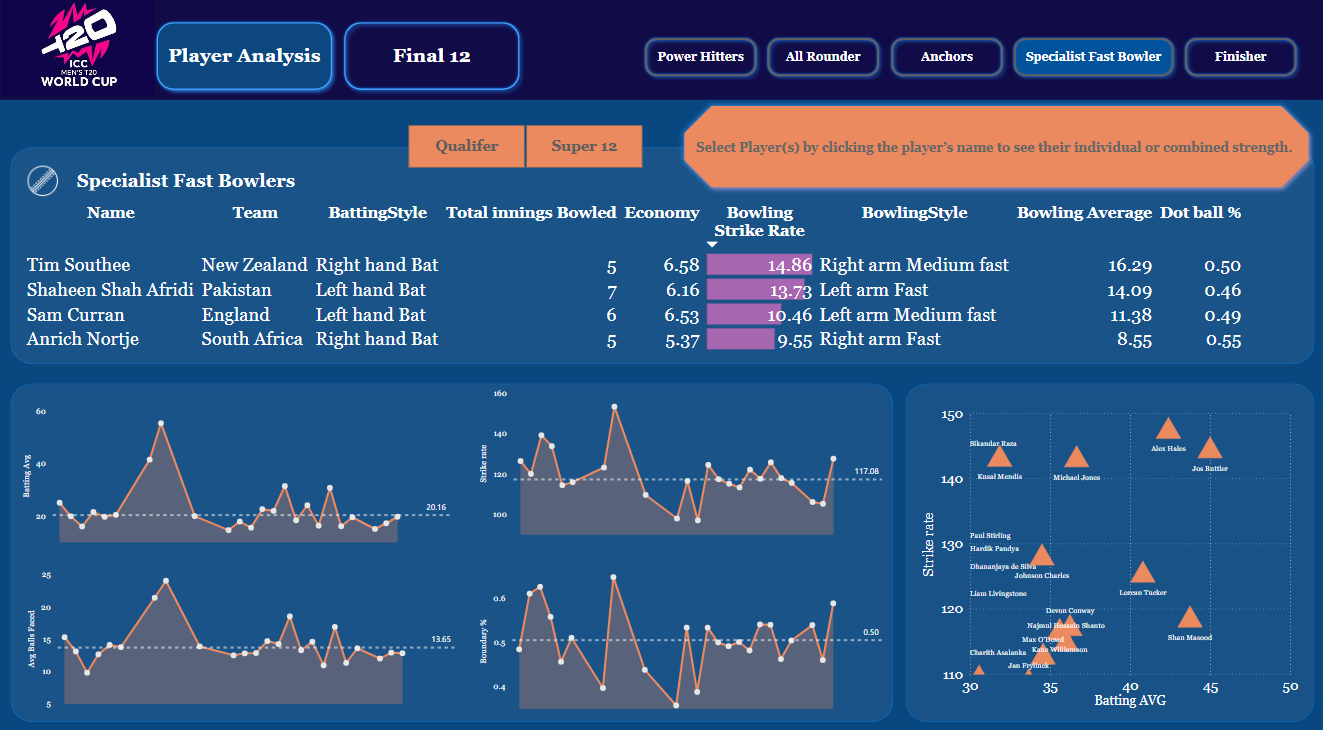 T20
ICC
MEN'S T20
WORLD CUP
Player Analysis
Final 12
Power Hitters
All Rounder
Anchors
Specialist Fast Bowler
Finisher
Qualifer
Super 12
Select Player(s) by clicking the player's name to see their individual or combined strength.
Specialist Fast Bowlers
Name Team BattingStyle Total innings Bowled Economy Bowling Strike Rate BowlingStyle Bowling Average Dot ball %
Tim Southee New Zealand Right hand Bat 5 6.58 14.86 Right arm Medium fast 16.29 0.50
Shaheen Shah Afridi Pakistan Left hand Bat 7 6.16 13.73 Left arm Fast 14.09 0.46
Sam Curran England Left hand Bat 6 6.53 10.46 Left arm Medium fast 11.38 0.49
Anrich Nortje South Africa Right hand Bat 5 5.37 9.55 Right arm Fast 8.55 0.55
Batting Avg
60
40
20
20.16
Strike rate
160
140
120
100
117.08
Avg Balls Faced
25
20
15
10
5
13.65
Boundary %
0.6
0.5
0.4
0.50
Strike rate
150
140
130
120
110
Sikandar Raza
Kusal Mendis
Michael Jones
Alex Hales
Jos Buttler
Paul Stirling
Hardik Pandya
Dhananjaya de Silva
Johnson Charles
Liam Livingstone
Lorcan Tucker
Devon Conway
Najmul Hossain Shanto
Shan Masood
Max O'Dowd
Kane Williamson
Charith Asalanka
Jan Frylinck
30 35 40 45 50
Batting AVG